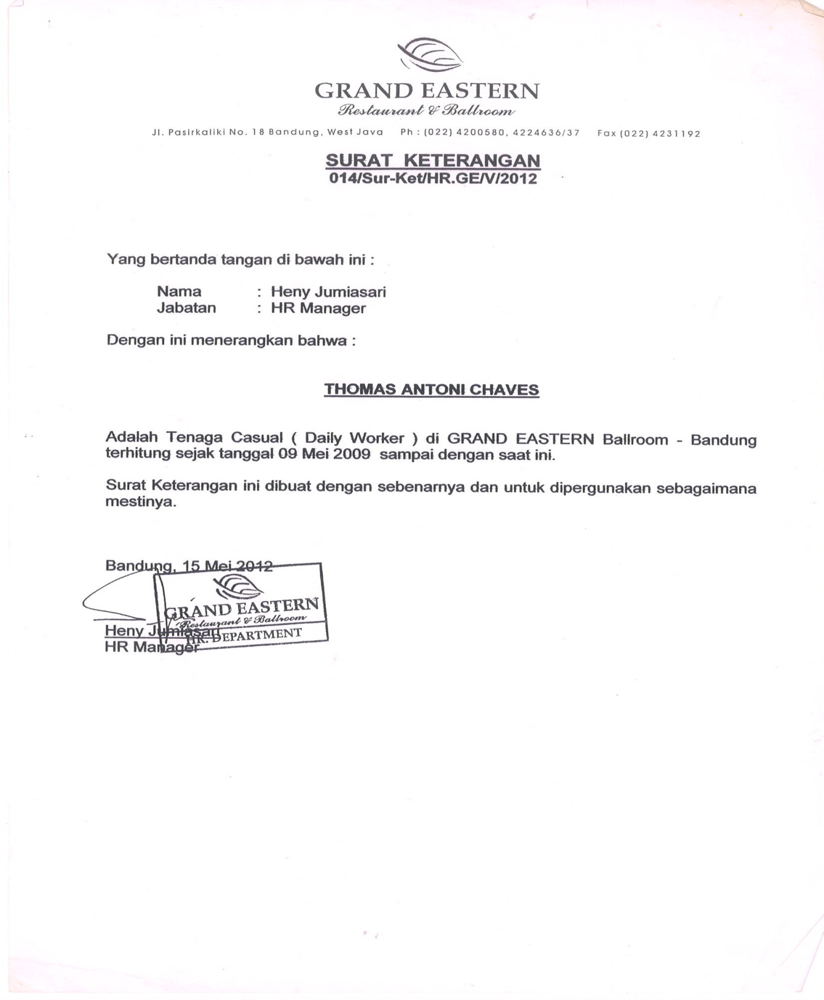 GRAND EASTERN
Restaurant & Ballroom
Jl. Pasirkaliki No. 18 Bandung, West Java Ph : (022) 4200580, 4224636/37 Fax (022) 4231192
SURAT KETERANGAN
014/Sur-Ket/HR.GE/V/2012
Yang bertanda tangan di bawah ini :
Nama : Heny Jumiasari
Jabatan : HR Manager
Dengan ini menerangkan bahwa :
THOMAS ANTONI CHAVES
Adalah Tenaga Casual ( Daily Worker ) di GRAND EASTERN Ballroom - Bandung
terhitung sejak tanggal 09 Mei 2009 sampai dengan saat ini.
Surat Keterangan ini dibuat dengan sebenarnya dan untuk dipergunakan sebagaimana
mestinya.
Bandung, 15 Mei 2012
GRAND EASTERN
Restaurant & Ballroom
HR. DEPARTMENT
Heny Jumiasari
HR Manager